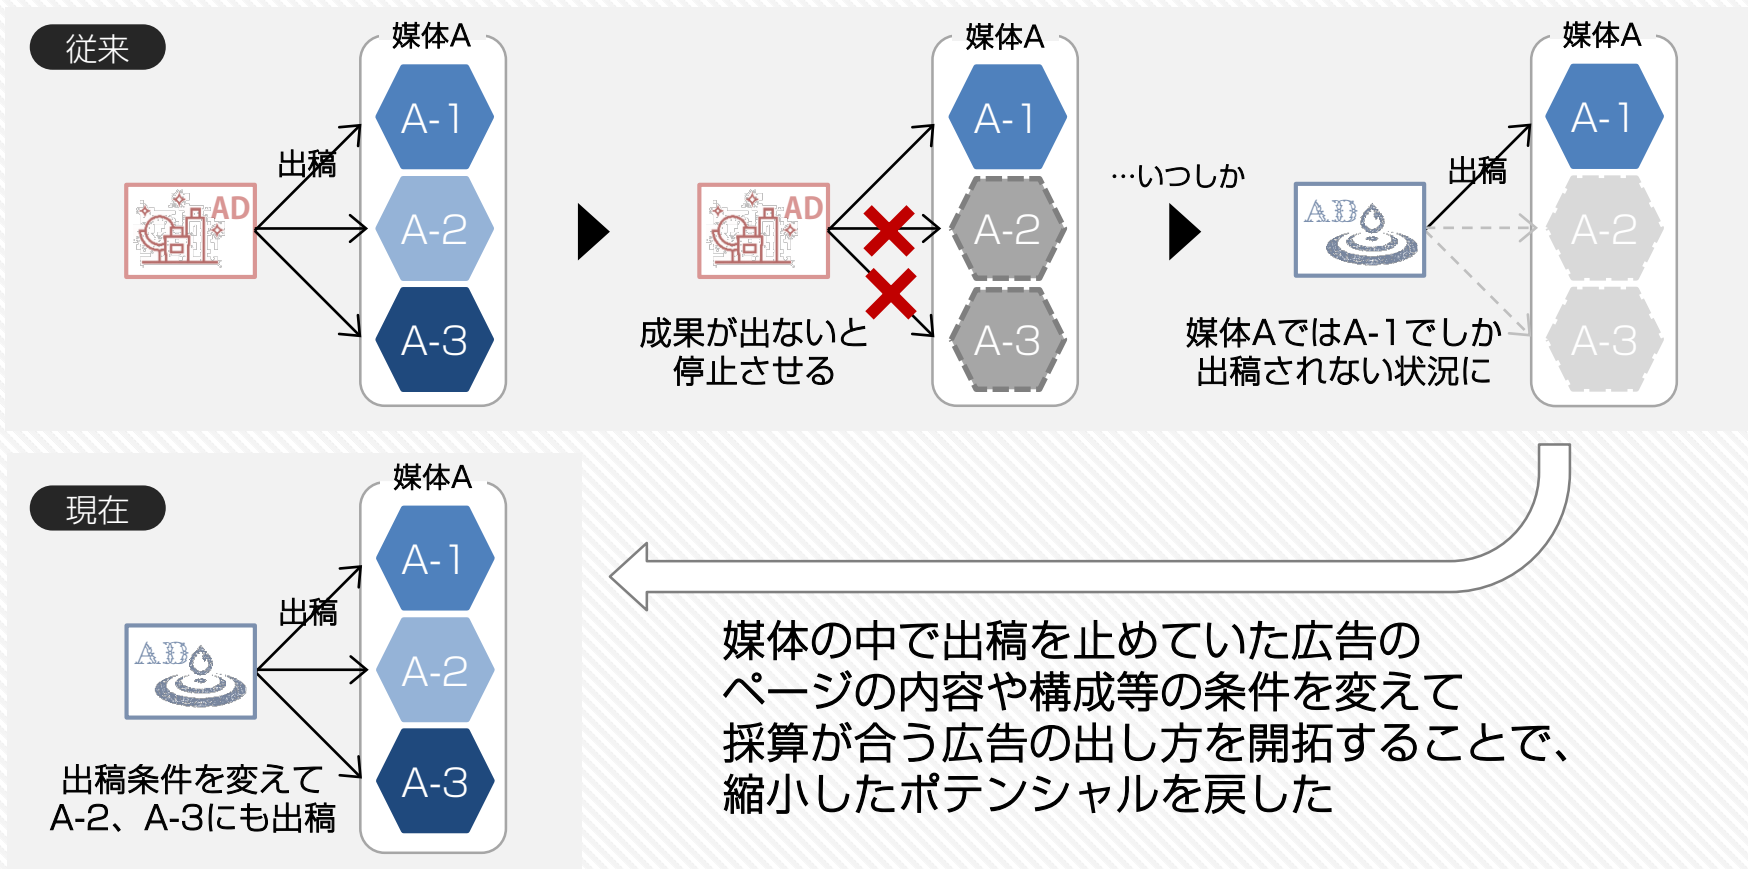 従来
媒体A
A-1
A-2
A-3
出稿
AD
媒体A
A-1
A-2
A-3
AD
成果が出ないと
停止させる
…いつしか
媒体A
A-1
A-2
A-3
出稿
AD
媒体AではA-1でしか
出稿されない状況に
現在
媒体A
A-1
A-2
A-3
出稿
AD
出稿条件を変えて
A-2、A-3にも出稿
媒体の中で出稿を止めていた広告の
ページの内容や構成等の条件を変えて
採算が合う広告の出し方を開拓することで、
縮小したポテンシャルを戻した